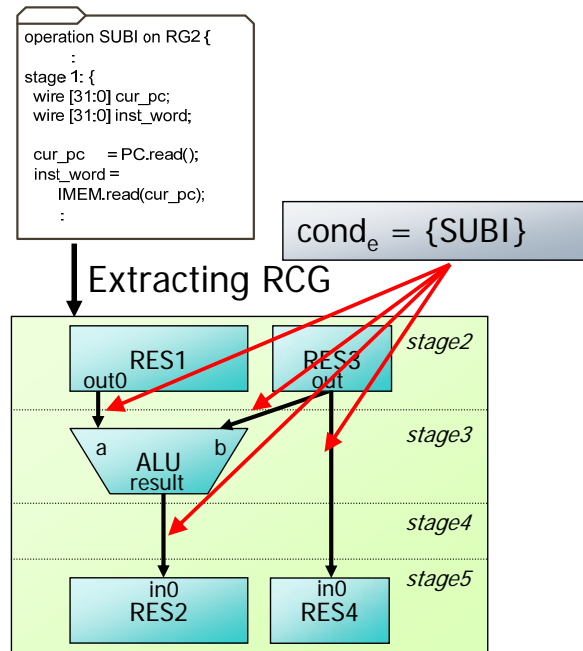 operation SUBI on RG2 {
:
stage 1: {
wire [31:0] cur_pc;
wire [31:0] inst_word;
cur_pc = PC.read();
inst_word =
IMEM.read(cur_pc);
:
cond_e = {SUBI}
Extracting RCG
RES1
out0
RES3
out
stage2
a
b
ALU
result
stage3
stage4
in0
RES2
in0
RES4
stage5